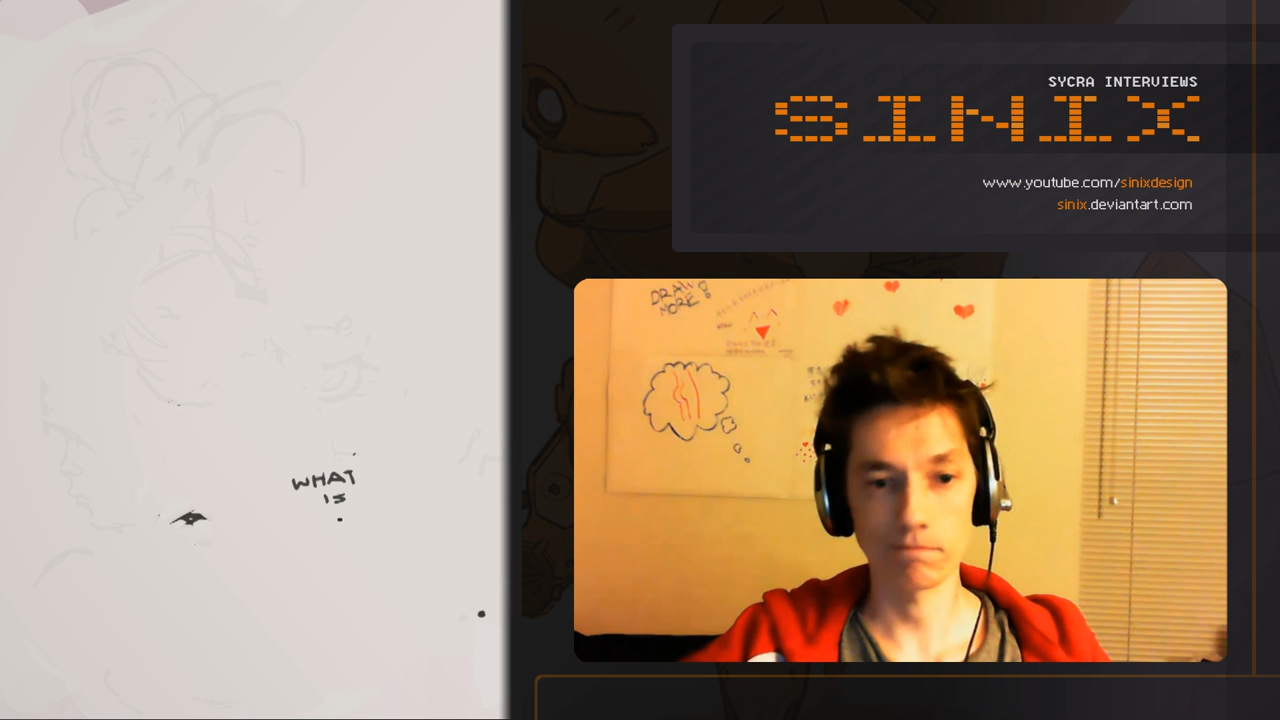 WHAT
IS
SYCRA INTERVIEWS
SINIX
www.youtube.com/sinixdesign
sinix.deviantart.com
DRAW
MORE!